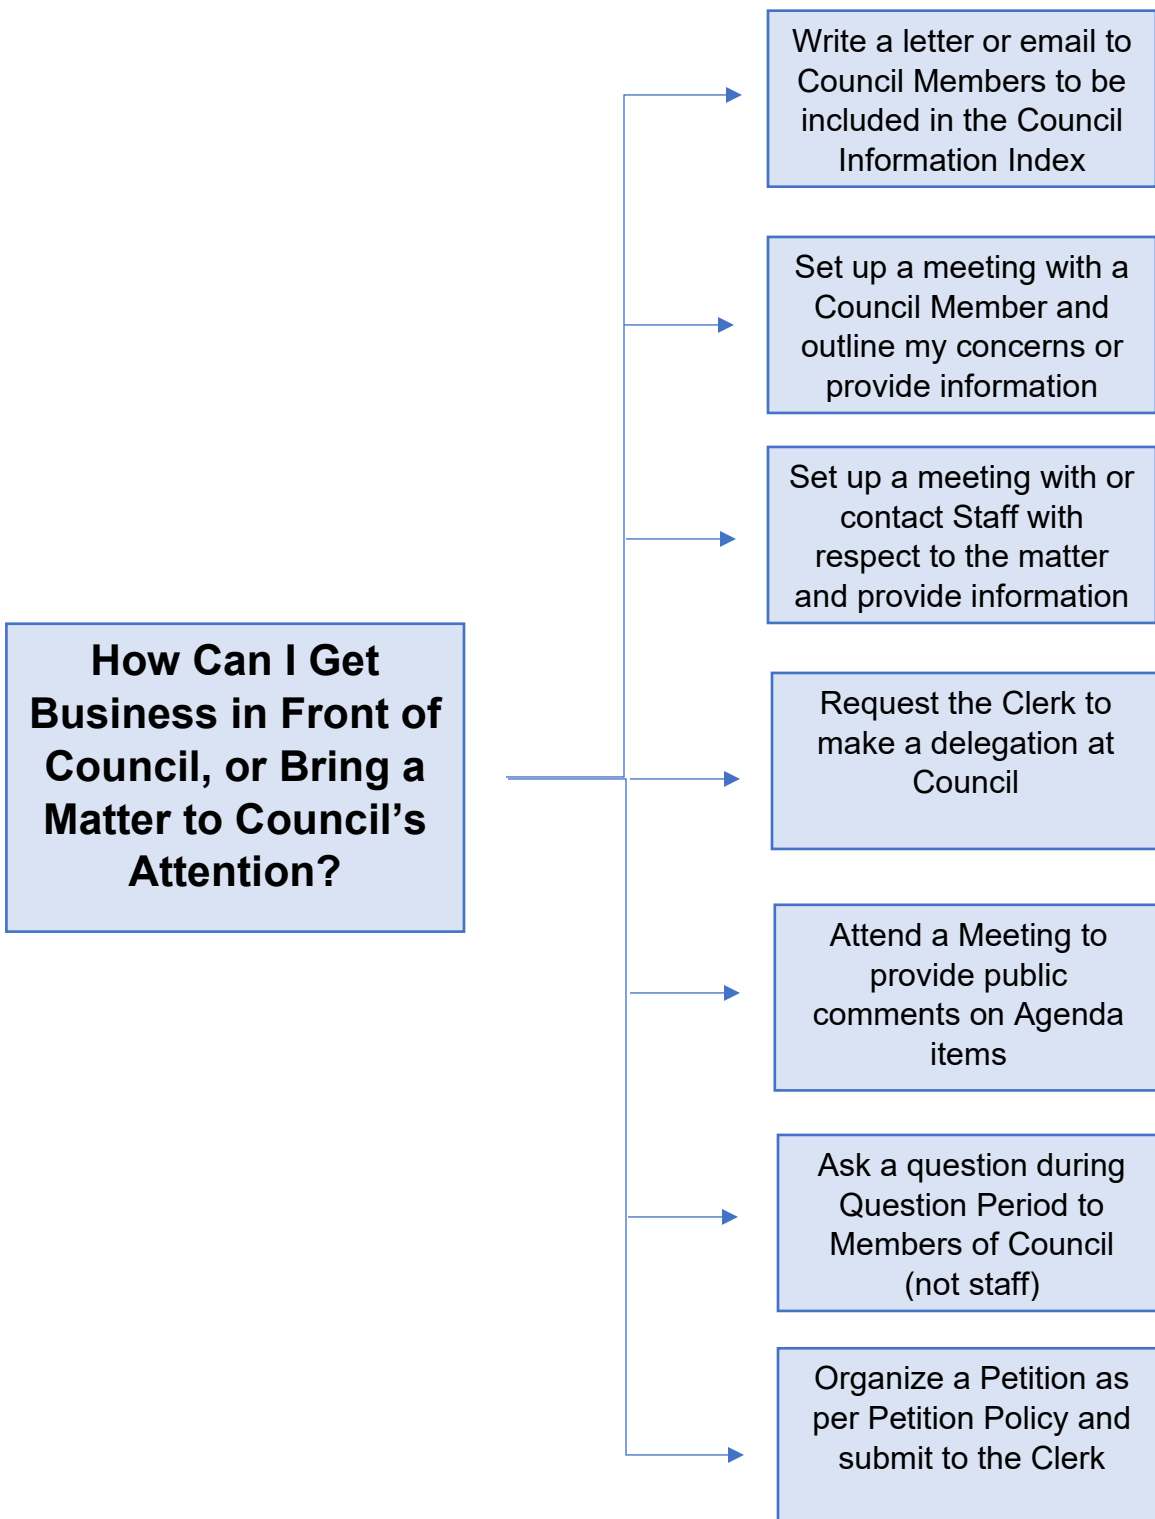 Write a letter or email to
Council Members to be
included in the Council
Information Index
Set up a meeting with a
Council Member and
outline my concerns or
provide information
Set up a meeting with or
contact Staff with
respect to the matter
and provide information
How Can I Get
Business in Front of
Council, or Bring a
Matter to Council’s
Attention?
Request the Clerk to
make a delegation at
Council
Attend a Meeting to
provide public
comments on Agenda
items
Ask a question during
Question Period to
Members of Council
(not staff)
Organize a Petition as
per Petition Policy and
submit to the Clerk